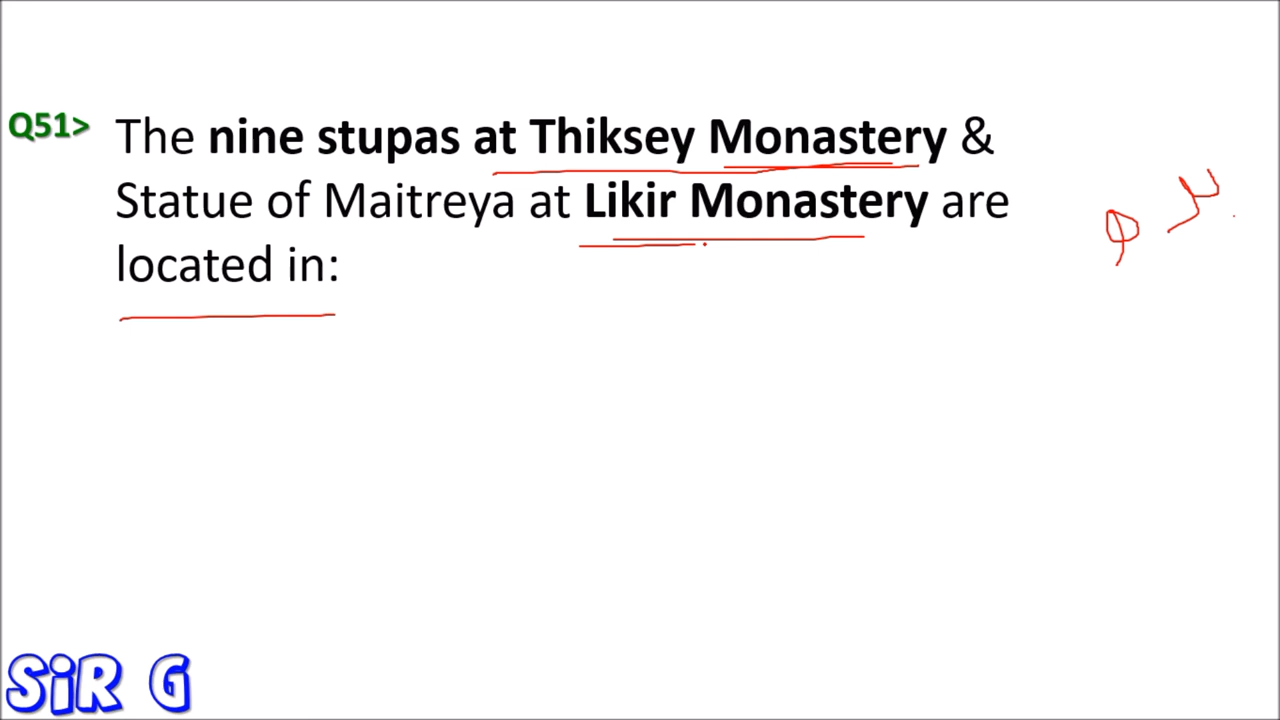 Q51> The nine stupas at Thiksey Monastery &
Statue of Maitreya at Likir Monastery are
located in:
SiR G